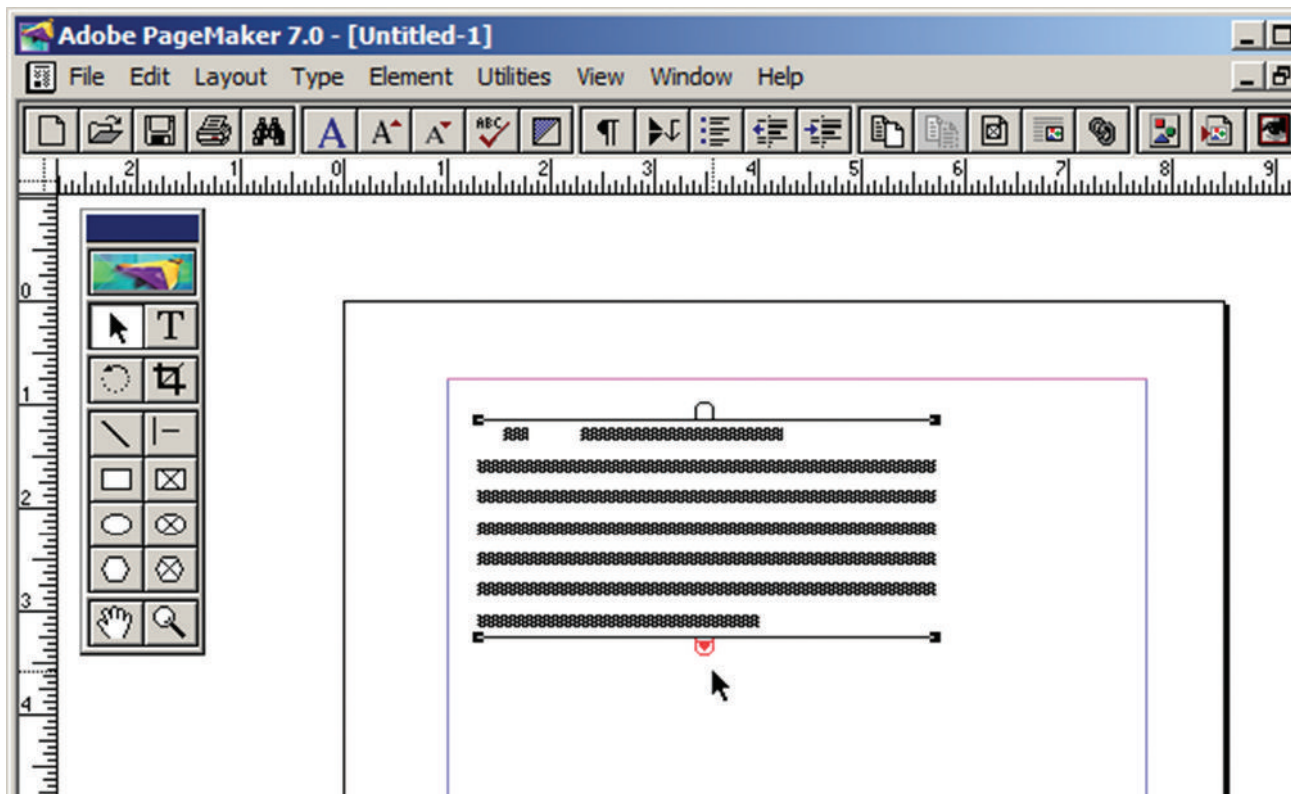 Adobe PageMaker 7.0 - [Untitled-1]
File Edit Layout Type Element Utilities View Window Help
A A A ABC ¶
2 1 0 1 2 3 4 5 6 7 8 9
T
0
1
2
3
4